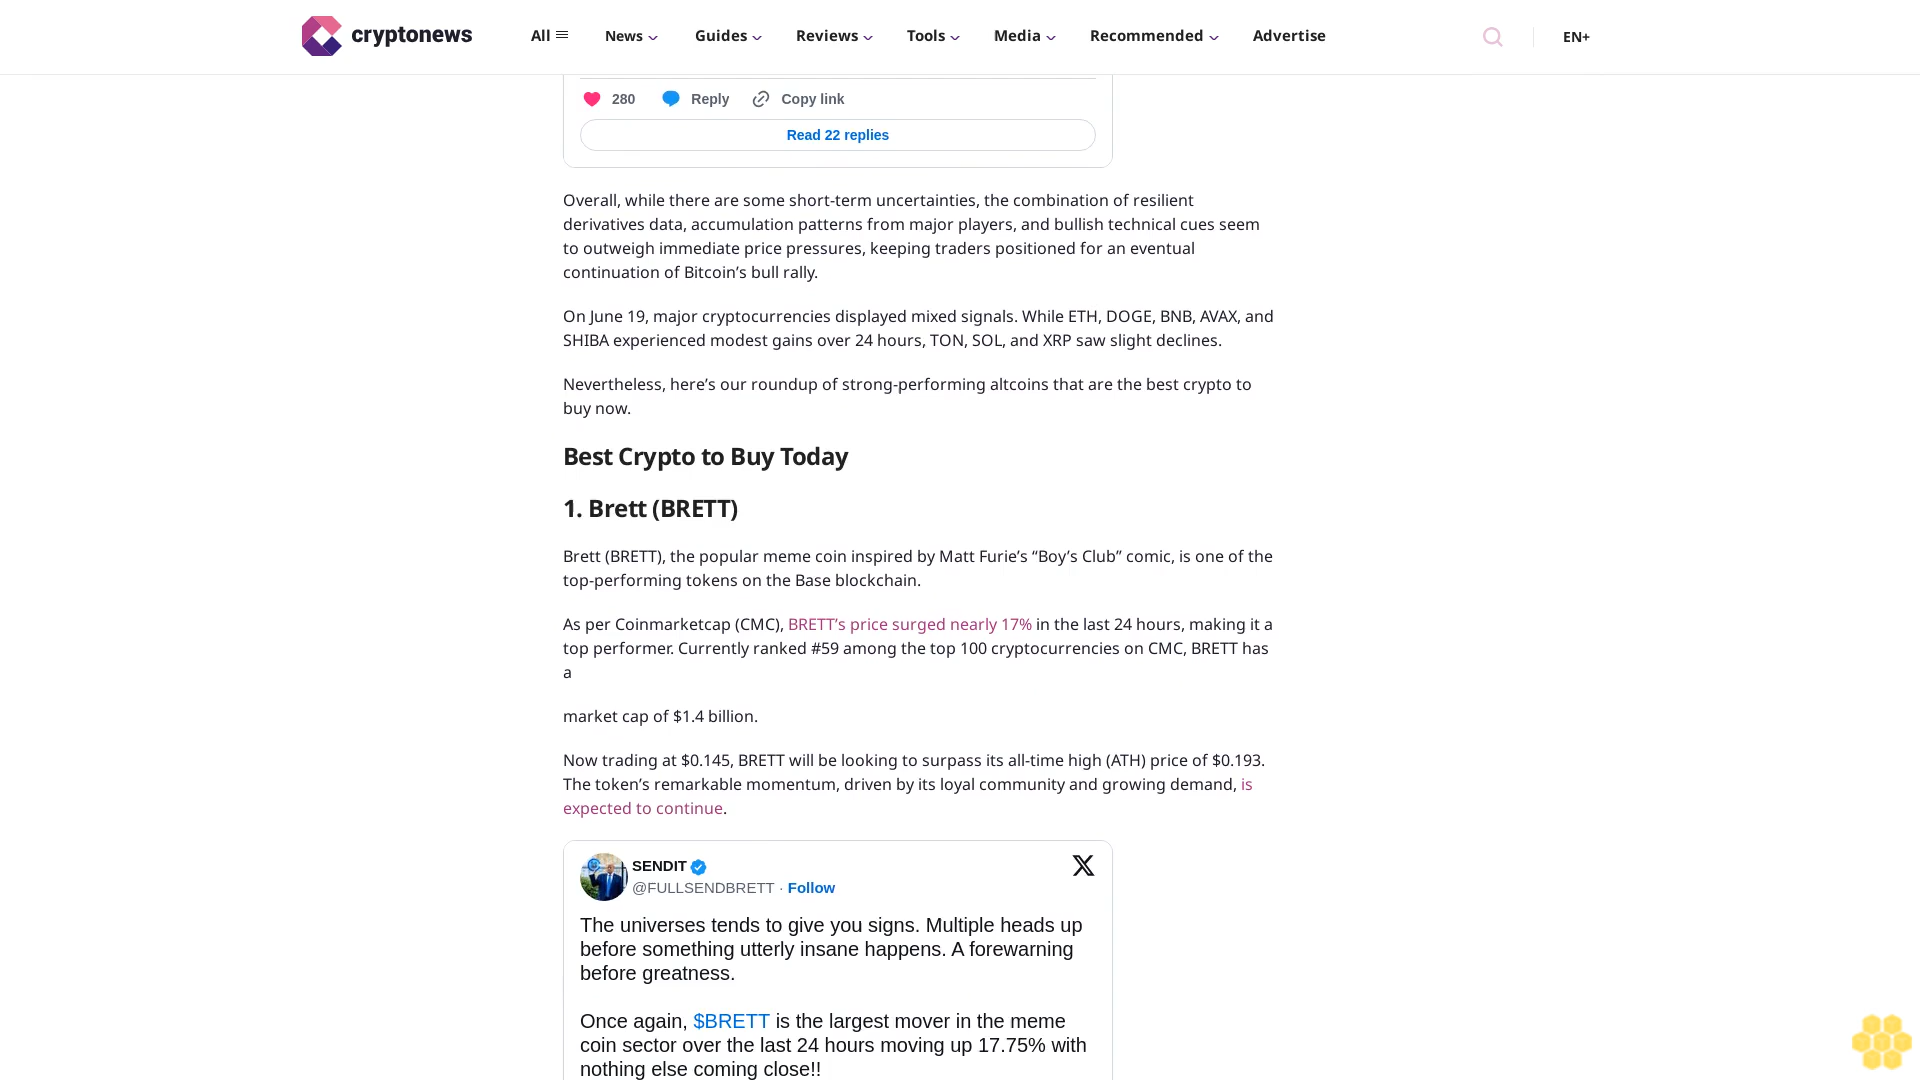 cryptonews
All
News
Guides
Reviews
Tools
Media
Recommended
Advertise
EN+
280
Reply
Copy link
Read 22 replies
Overall, while there are some short-term uncertainties, the combination of resilient
derivatives data, accumulation patterns from major players, and bullish technical cues seem
to outweigh immediate price pressures, keeping traders positioned for an eventual
continuation of Bitcoin’s bull rally.
On June 19, major cryptocurrencies displayed mixed signals. While ETH, DOGE, BNB, AVAX, and
SHIBA experienced modest gains over 24 hours, TON, SOL, and XRP saw slight declines.
Nevertheless, here’s our roundup of strong-performing altcoins that are the best crypto to
buy now.
Best Crypto to Buy Today
1. Brett (BRETT)
Brett (BRETT), the popular meme coin inspired by Matt Furie’s “Boy’s Club” comic, is one of the
top-performing tokens on the Base blockchain.
As per Coinmarketcap (CMC), BRETT’s price surged nearly 17% in the last 24 hours, making it a
top performer. Currently ranked #59 among the top 100 cryptocurrencies on CMC, BRETT has
a
market cap of $1.4 billion.
Now trading at $0.145, BRETT will be looking to surpass its all-time high (ATH) price of $0.193.
The token’s remarkable momentum, driven by its loyal community and growing demand, is
expected to continue.
SENDIT
@FULLSENDBRETT · Follow
The universes tends to give you signs. Multiple heads up
before something utterly insane happens. A forewarning
before greatness.
Once again, $BRETT is the largest mover in the meme
coin sector over the last 24 hours moving up 17.75% with
nothing else coming close!!